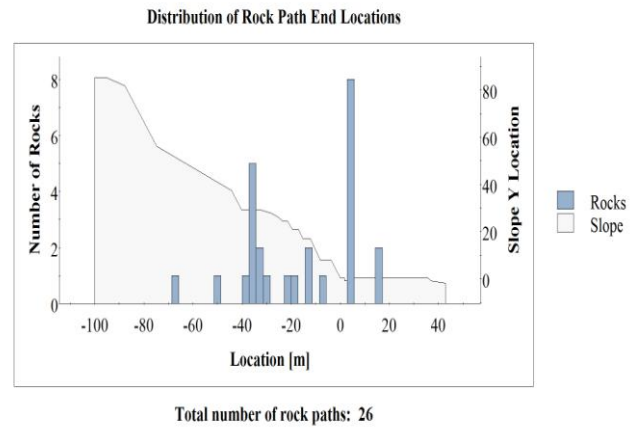 Distribution of Rock Path End Locations
Number of Rocks
8
6
4
2
0
80
60
40
20
0
Slope Y Location
-100 -80 -60 -40 -20 0 20 40
Location [m]
Rocks
Slope
Total number of rock paths: 26